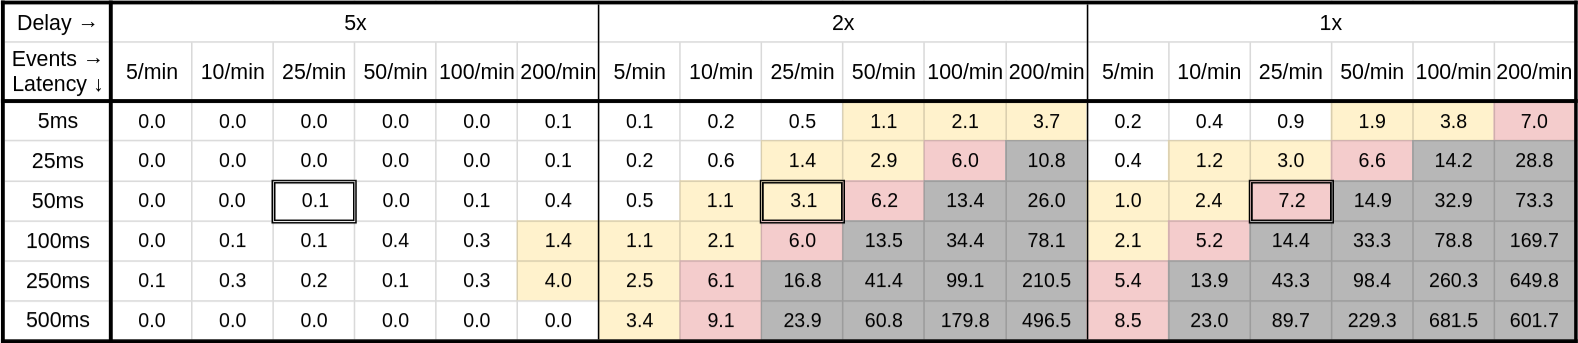 Delay → 5x 2x 1x
Events → Latency ↓ 5/min 10/min 25/min 50/min 100/min 200/min 5/min 10/min 25/min 50/min 100/min 200/min 5/min 10/min 25/min 50/min 100/min 200/min
5ms 0.0 0.0 0.0 0.0 0.0 0.1 0.1 0.2 0.5 1.1 2.1 3.7 0.2 0.4 0.9 1.9 3.8 7.0
25ms 0.0 0.0 0.0 0.0 0.0 0.1 0.2 0.6 1.4 2.9 6.0 10.8 0.4 1.2 3.0 6.6 14.2 28.8
50ms 0.0 0.0 0.1 0.0 0.1 0.4 0.5 1.1 3.1 6.2 13.4 26.0 1.0 2.4 7.2 14.9 32.9 73.3
100ms 0.0 0.1 0.1 0.4 0.3 1.4 1.1 2.1 6.0 13.5 34.4 78.1 2.1 5.2 14.4 33.3 78.8 169.7
250ms 0.1 0.3 0.2 0.1 0.3 4.0 2.5 6.1 16.8 41.4 99.1 210.5 5.4 13.9 43.3 98.4 260.3 649.8
500ms 0.0 0.0 0.0 0.0 0.0 0.0 3.4 9.1 23.9 60.8 179.8 496.5 8.5 23.0 89.7 229.3 681.5 601.7